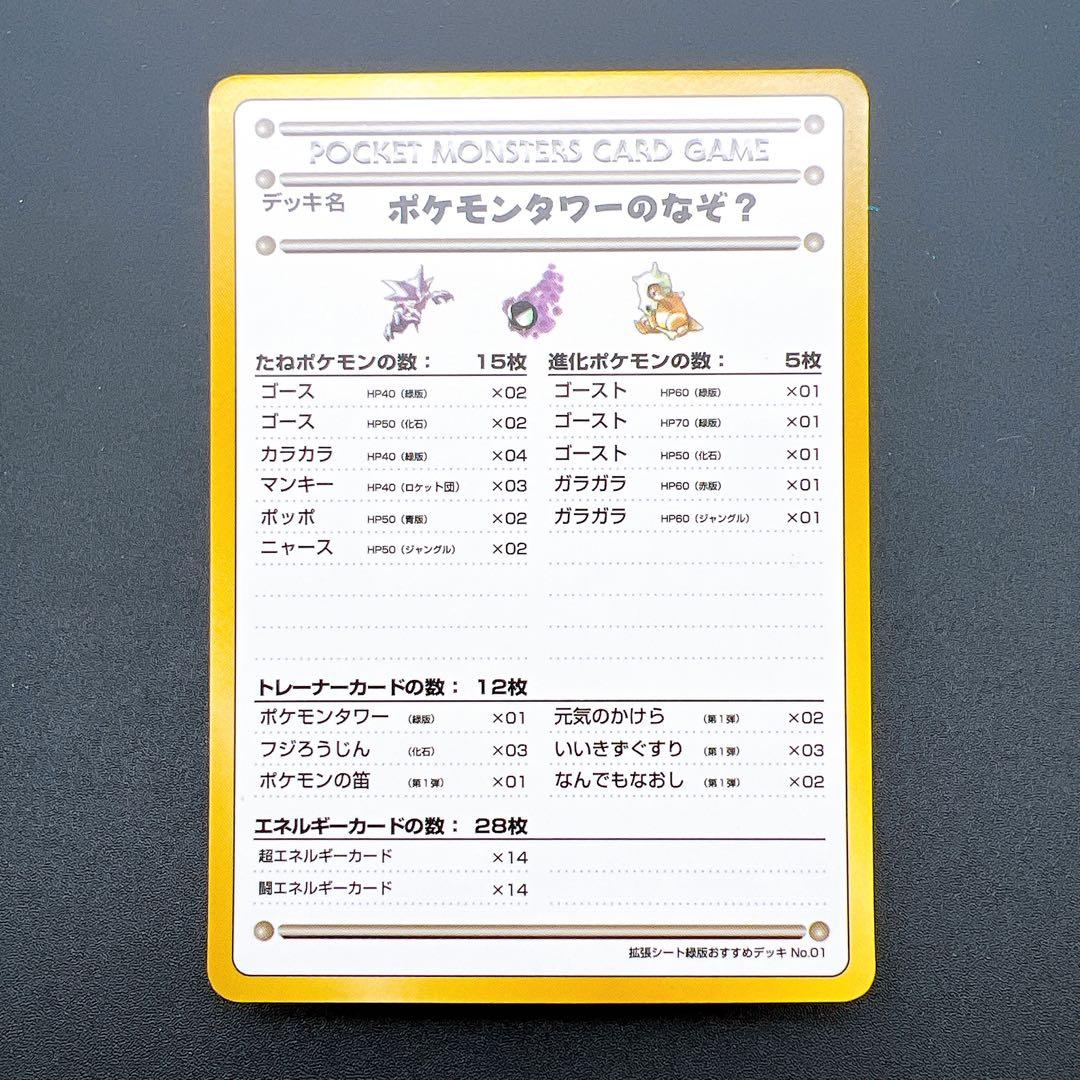 POCKET MONSTERS CARD GAME
デッキ名 ポケモンタワーのなぞ？
たねポケモンの数： 15枚 進化ポケモンの数： 5枚
ゴース HP40（緑版） ×02 ゴースト HP60（緑版） ×01
ゴース HP50（化石） ×02 ゴースト HP70（緑版） ×01
カラカラ HP40（緑版） ×04 ゴースト HP50（化石） ×01
マンキー HP40（ロケット団） ×03 ガラガラ HP60（赤版） ×01
ポッポ HP50（青版） ×02 ガラガラ HP60（ジャングル） ×01
ニャース HP50（ジャングル） ×02
トレーナーカードの数： 12枚
ポケモンタワー （緑版） ×01 元気のかけら （第1弾） ×02
フジろうじん （化石） ×03 いいきずぐすり （第1弾） ×03
ポケモンの笛 （第1弾） ×01 なんでもなおし （第1弾） ×02
エネルギーカードの数： 28枚
超エネルギーカード ×14
闘エネルギーカード ×14
拡張シート緑版おすすめデッキ No.01